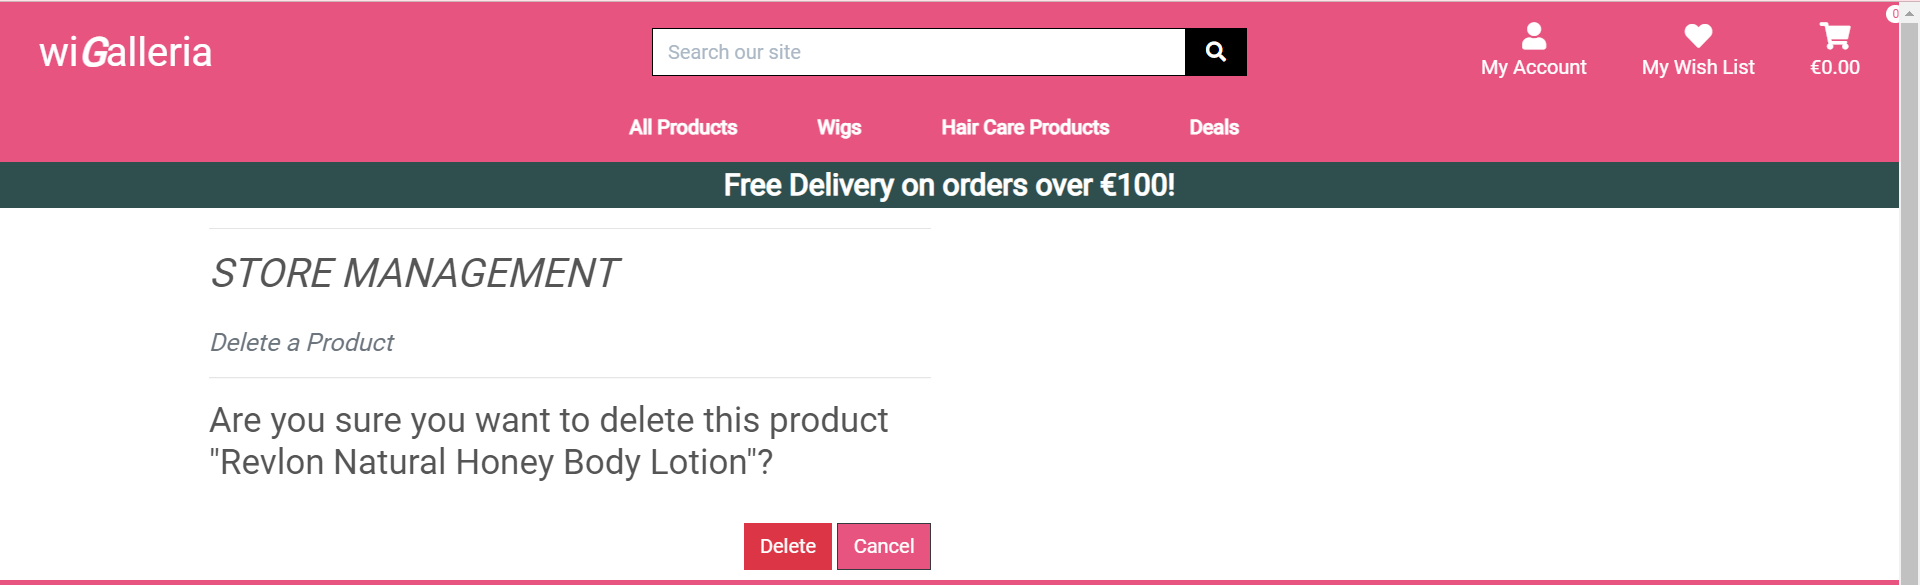 0
wiGalleria
Search our site
My Account
My Wish List
€0.00
All Products
Wigs
Hair Care Products
Deals
Free Delivery on orders over €100!
STORE MANAGEMENT
Delete a Product
Are you sure you want to delete this product
"Revlon Natural Honey Body Lotion"?
Delete
Cancel